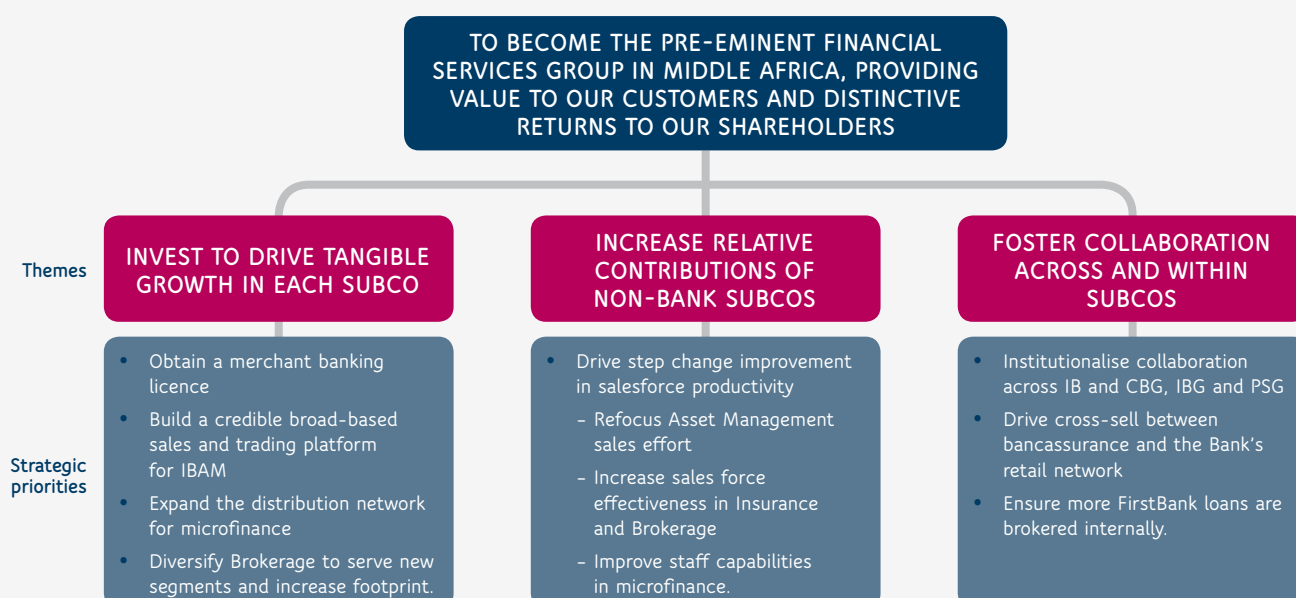 TO BECOME THE PRE-EMINENT FINANCIAL
SERVICES GROUP IN MIDDLE AFRICA, PROVIDING
VALUE TO OUR CUSTOMERS AND DISTINCTIVE
RETURNS TO OUR SHAREHOLDERS
Themes
INVEST TO DRIVE TANGIBLE
GROWTH IN EACH SUBCO
INCREASE RELATIVE
CONTRIBUTIONS OF
NON-BANK SUBCOS
FOSTER COLLABORATION
ACROSS AND WITHIN
SUBCOS
Strategic
priorities
• Obtain a merchant banking
licence
• Build a credible broad-based
sales and trading platform
for IBAM
• Expand the distribution network
for microfinance
• Diversify Brokerage to serve new
segments and increase footprint.
• Drive step change improvement
in salesforce productivity
- Refocus Asset Management
sales effort
- Increase sales force
effectiveness in Insurance
and Brokerage
- Improve staff capabilities
in microfinance.
• Institutionalise collaboration
across IB and CBG, IBG and PSG
• Drive cross-sell between
bancassurance and the Bank's
retail network
• Ensure more FirstBank loans are
brokered internally.